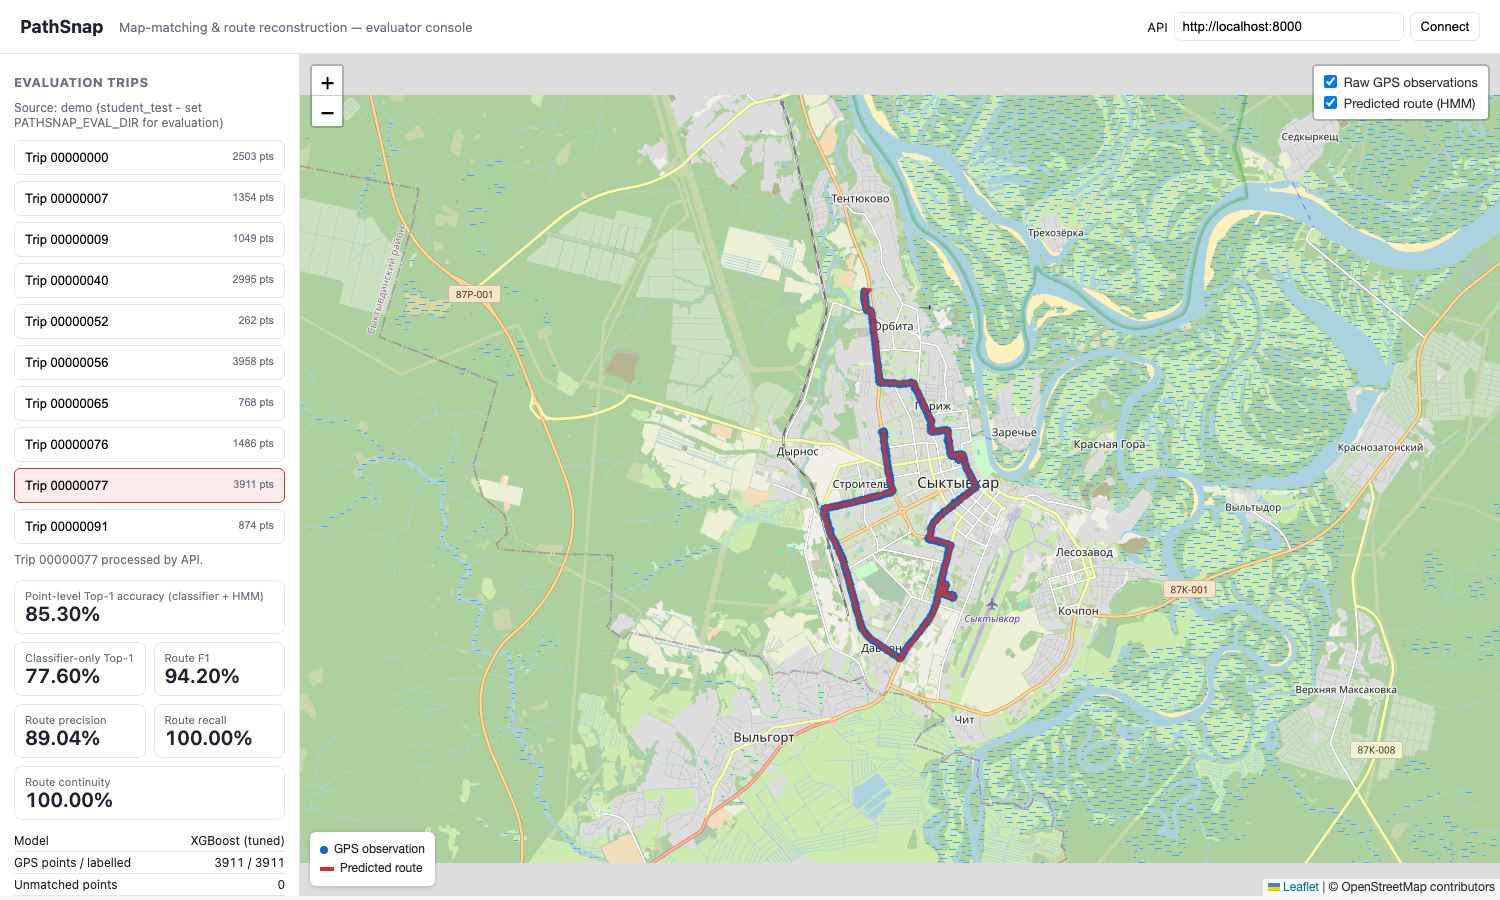 PathSnap
Map-matching & route reconstruction — evaluator console
API
http://localhost:8000
Connect
EVALUATION TRIPS
Source: demo (student_test - set
PATHSNAP_EVAL_DIR for evaluation)
Trip 00000000 2503 pts
Trip 00000007 1354 pts
Trip 00000009 1049 pts
Trip 00000040 2995 pts
Trip 00000052 262 pts
Trip 00000056 3958 pts
Trip 00000065 768 pts
Trip 00000076 1486 pts
Trip 00000077 3911 pts
Trip 00000091 874 pts
Trip 00000077 processed by API.
Point-level Top-1 accuracy (classifier + HMM)
85.30%
Classifier-only Top-1
77.60%
Route F1
94.20%
Route precision
89.04%
Route recall
100.00%
Route continuity
100.00%
Model XGBoost (tuned)
GPS points / labelled 3911 / 3911
Unmatched points 0
+
−
Raw GPS observations
Predicted route (HMM)
Седкыркещ
Тентюково
Трёхозёрка
Сыктывдинский район
87Р-001
Орбита
Заречье
Красная Гора
Краснозатонский
Дырнос
Строитель
Сыктывкар
Выльтыдор
Лесозавод
87К-001
Кочпон
Сыктывкар
Верхняя Максаковка
Чит
Выльгорт
87К-008
GPS observation
Predicted route
Leaflet | © OpenStreetMap contributors